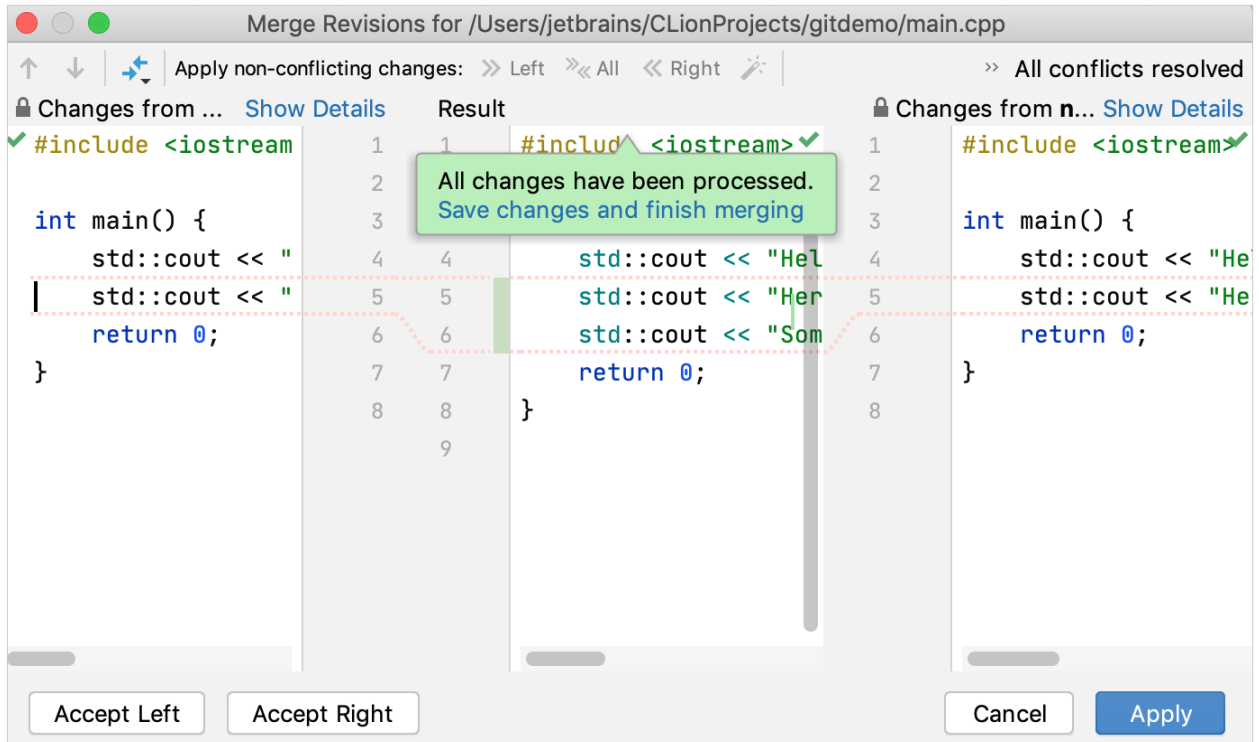 Merge Revisions for /Users/jetbrains/CLionProjects/gitdemo/main.cpp
Apply non-conflicting changes: Left All Right All conflicts resolved
Changes from ... Show Details Result Changes from n... Show Details
#include <iostream 1 1 #include <iostream> 1 #include <iostream>
2 2
All changes have been processed.
Save changes and finish merging
int main() { 3 3 int main() {
std::cout << " 4 4 std::cout << "Hel 4 std::cout << "He
std::cout << " 5 5 std::cout << "Her 5 std::cout << "He
return 0; 6 6 std::cout << "Som 6 return 0;
} 7 7 return 0; 7 }
8 8 } 8
9
Accept Left Accept Right Cancel Apply